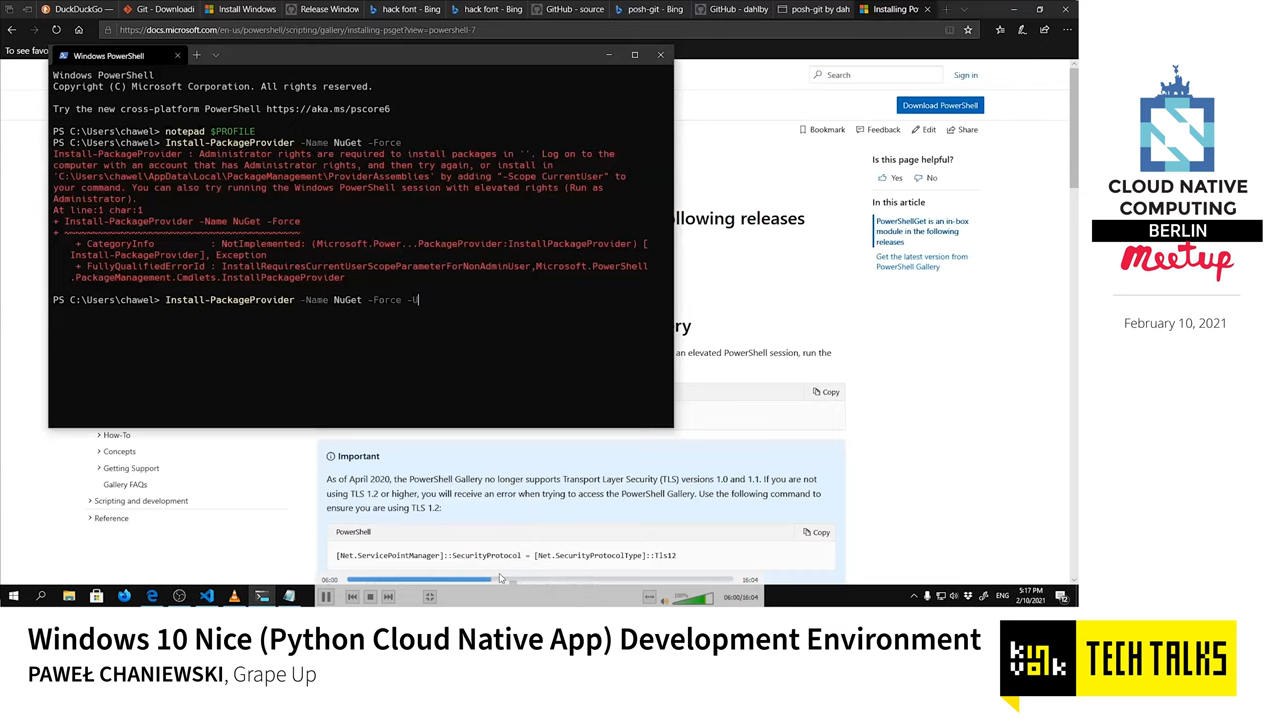 DuckDuckGo —
Git - Downloadi
Install Windows
Release Window
hack font - Bing
hack font - Bing
GitHub - source
posh-git - Bing
GitHub - dahlby
posh-git by dah
Installing Po
https://docs.microsoft.com/en-us/powershell/scripting/gallery/installing-psget?view=powershell-7
To see favo
Windows PowerShell
Search
Sign in
Download PowerShell
Bookmark
Feedback
Edit
Share
Windows PowerShell
Copyright (C) Microsoft Corporation. All rights reserved.
Try the new cross-platform PowerShell https://aka.ms/pscore6
PS C:\Users\chawel> notepad $PROFILE
PS C:\Users\chawel> Install-PackageProvider -Name NuGet -Force
Install-PackageProvider : Administrator rights are required to install packages in ''. Log on to the
computer with an account that has Administrator rights, and then try again, or install in
'C:\Users\chawel\AppData\Local\PackageManagement\ProviderAssemblies' by adding "-Scope CurrentUser" to
your command. You can also try running the Windows PowerShell session with elevated rights (Run as
Administrator).
At line:1 char:1
+ Install-PackageProvider -Name NuGet -Force
+ ~~~~~~~~~~~~~~~~~~~~~~~~~~~~~~~~~~~~~~~~~~
+ CategoryInfo : NotImplemented: (Microsoft.Power...PackageProvider:InstallPackageProvider) [
Install-PackageProvider], Exception
+ FullyQualifiedErrorId : InstallRequiresCurrentUserScopeParameterForNonAdminUser,Microsoft.PowerShell
.PackageManagement.Cmdlets.InstallPackageProvider
PS C:\Users\chawel> Install-PackageProvider -Name NuGet -Force -U
Is this page helpful?
Yes
No
In this article
PowerShellGet is an in-box
module in the following
releases
Get the latest version from
PowerShell Gallery
ollowing releases
ry
an elevated PowerShell session, run the
Copy
How-To
Concepts
Getting Support
Gallery FAQs
Scripting and development
Reference
Important
As of April 2020, the PowerShell Gallery no longer supports Transport Layer Security (TLS) versions 1.0 and 1.1. If you are not
using TLS 1.2 or higher, you will receive an error when trying to access the PowerShell Gallery. Use the following command to
ensure you are using TLS 1.2:
PowerShell
Copy
[Net.ServicePointManager]::SecurityProtocol = [Net.SecurityProtocolType]::Tls12
06:00
16:04
06:00/16:04
ENG
5:17 PM
2/10/2021
12
CLOUD NATIVE
COMPUTING
BERLIN
Meetup
February 10, 2021
Windows 10 Nice (Python Cloud Native App) Development Environment
PAWEŁ CHANIEWSKI, Grape Up
kinvolk
TECH TALKS